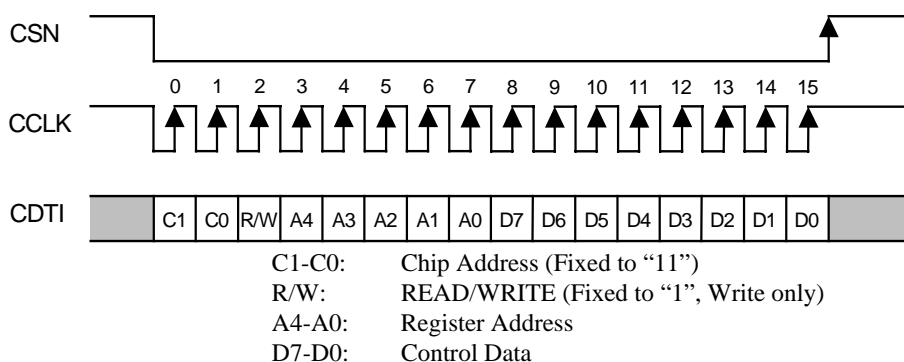 CSN
0 1 2 3 4 5 6 7 8 9 10 11 12 13 14 15
CCLK
CDTI C1 C0 R/W A4 A3 A2 A1 A0 D7 D6 D5 D4 D3 D2 D1 D0
C1-C0: Chip Address (Fixed to “11”)
R/W: READ/WRITE (Fixed to “1”, Write only)
A4-A0: Register Address
D7-D0: Control Data